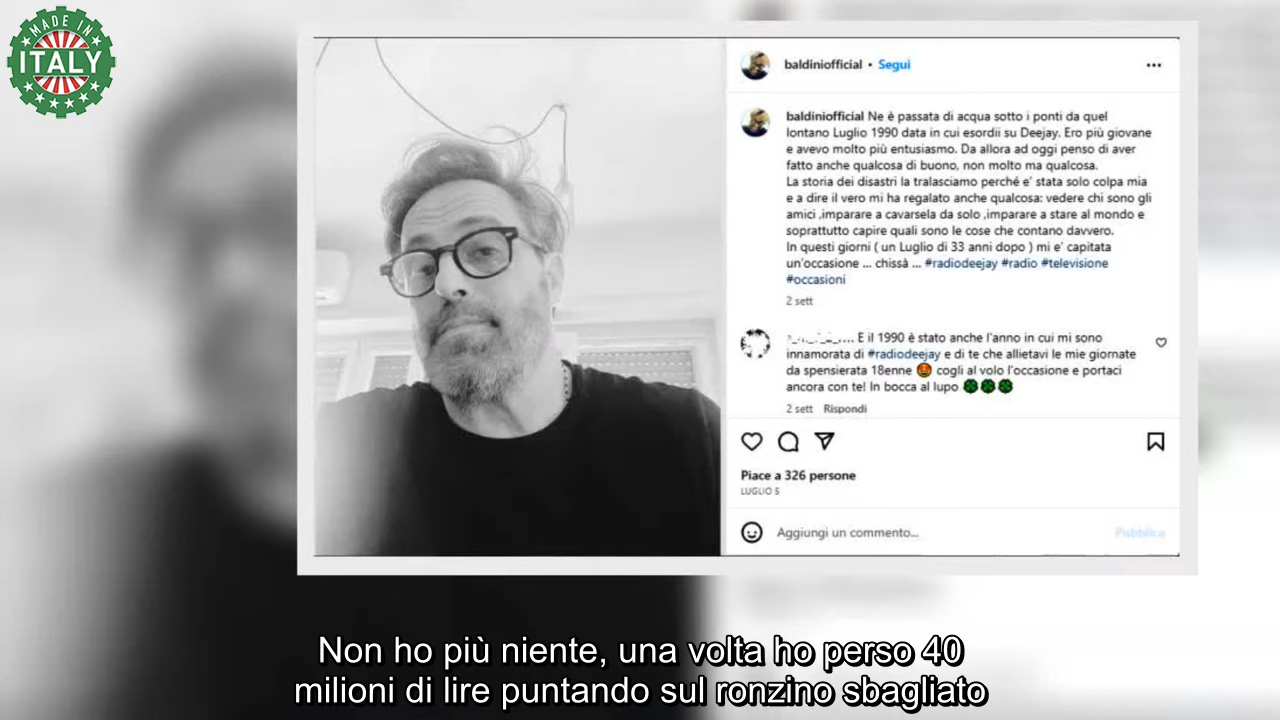 MADE IN
ITALY
baldiniofficial • Segui
baldiniofficial Ne è passata di acqua sotto i ponti da quel
lontano Luglio 1990 data in cui esordii su Deejay. Ero più giovane
e avevo molto più entusiasmo. Da allora ad oggi penso di aver
fatto anche qualcosa di buono, non molto ma qualcosa.
La storia dei disastri la tralasciamo perché e' stata solo colpa mia
e a dire il vero mi ha regalato anche qualcosa: vedere chi sono gli
amici ,imparare a cavarsela da solo ,imparare a stare al mondo e
soprattutto capire quali sono le cose che contano davvero.
In questi giorni ( un Luglio di 33 anni dopo ) mi e' capitata
un'occasione ... chissà ... #radiodeejay #radio #televisione
#occasioni
2 sett
E il 1990 è stato anche l'anno in cui mi sono
innamorata di #radiodeejay e di te che allietavi le mie giornate
da spensierata 18enne 🤩 cogli al volo l'occasione e portaci
ancora con te! In bocca al lupo 🍀🍀🍀
2 sett Rispondi
Piace a 326 persone
LUGLIO 5
Aggiungi un commento... Pubblica
Non ho più niente, una volta ho perso 40
milioni di lire puntando sul ronzino sbagliato